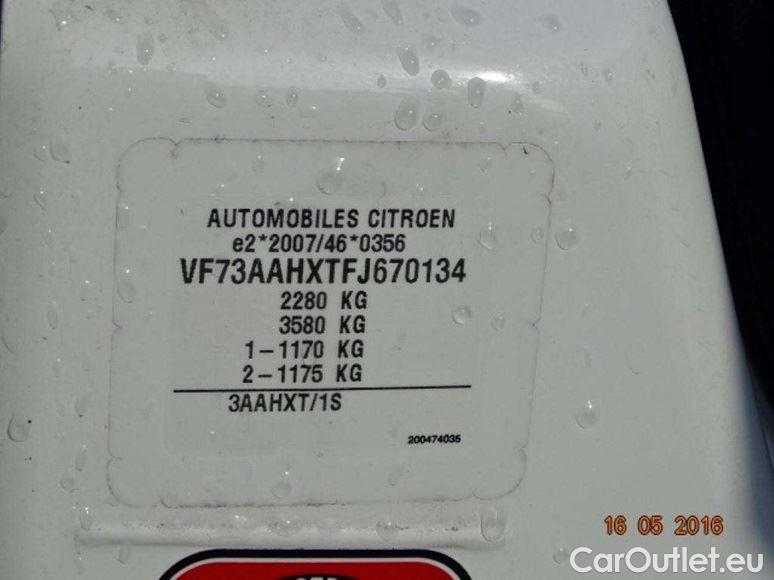 AUTOMOBILES CITROEN
e2*2007/46*0356
VF73AAHXTFJ670134
2280 KG
3580 KG
1-1170 KG
2-1175 KG
3AAHXT/1S
200474035
16 05 2016
CarOutlet.eu